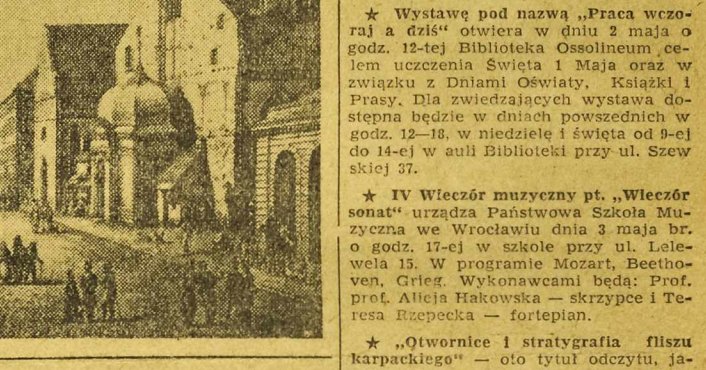 ★ Wystawę pod nazwą „Praca wczo-
raj a dziś“ otwiera w dniu 2 maja o
godz. 12-tej Biblioteka Ossolineum ce-
lem uczczenia Święta 1 Maja oraz w
związku z Dniami Oświaty, Książki i
Prasy. Dla zwiedzających wystawa do-
stępna będzie w dniach powszednich w
godz. 12—18, w niedzielę i święta od 9-ej
do 14-ej w auli Biblioteki przy ul. Szew
skiej 37.
★ IV Wieczór muzyczny pt. „Wieczór
sonat“ urządza Państwowa Szkoła Mu-
zyczna we Wrocławiu dnia 3 maja br.
o godz. 17-ej w szkole przy ul. Lele-
wela 15. W programie Mozart, Beetho-
ven, Grieg. Wykonawcami będą: Prof.
prof. Alicja Hakowska — skrzypce i Te-
resa Rzepecka — fortepian.
★ „Otwornice i stratygrafia fliszu
karpackiego“ — oto tytuł odczytu, ja-